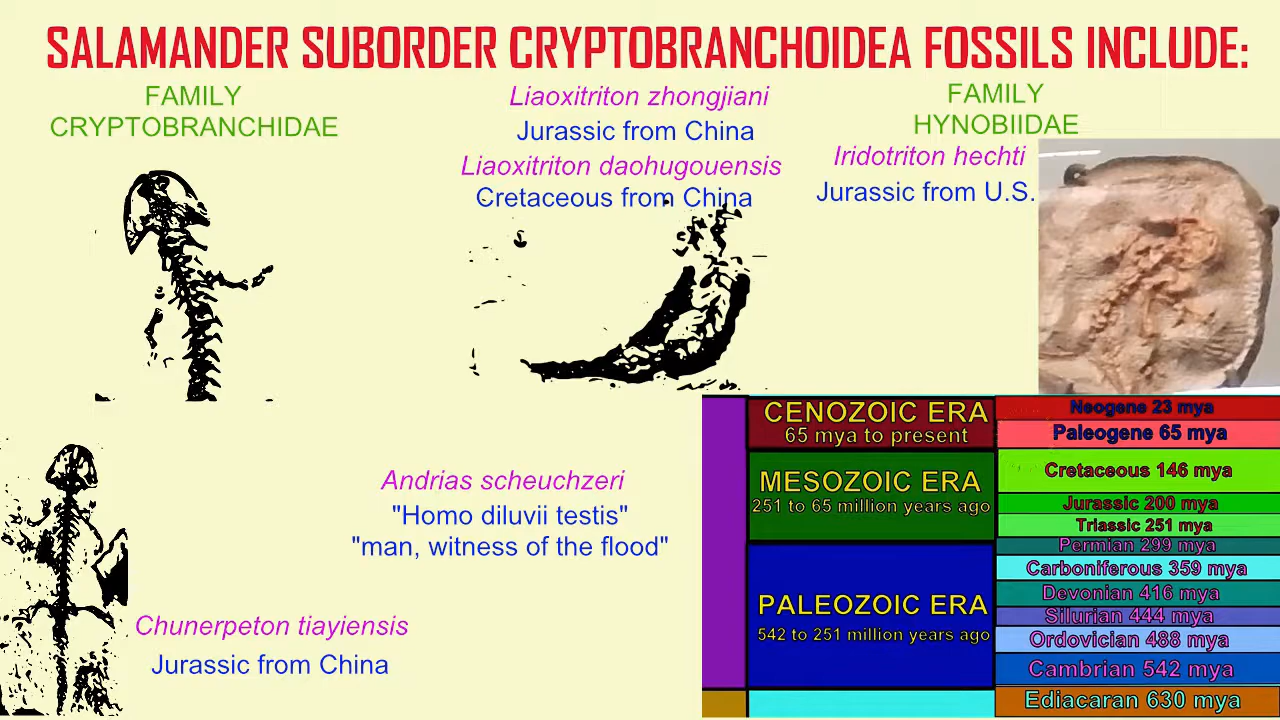 SALAMANDER SUBORDER CRYPTOBRANCHOIDEA FOSSILS INCLUDE:
FAMILY
CRYPTOBRANCHIDAE
Liaoxitriton zhongjiani
Jurassic from China
Liaoxitriton daohugouensis
Cretaceous from China
FAMILY
HYNOBIIDAE
Iridotriton hechti
Jurassic from U.S.
Andrias scheuchzeri
"Homo diluvii testis"
"man, witness of the flood"
Chunerpeton tiayiensis
Jurassic from China
CENOZOIC ERA
65 mya to present
MESOZOIC ERA
251 to 65 million years ago
PALEOZOIC ERA
542 to 251 million years ago
Neogene 23 mya
Paleogene 65 mya
Cretaceous 146 mya
Jurassic 200 mya
Triassic 251 mya
Permian 299 mya
Carboniferous 359 mya
Devonian 416 mya
Silurian 444 mya
Ordovician 488 mya
Cambrian 542 mya
Ediacaran 630 mya